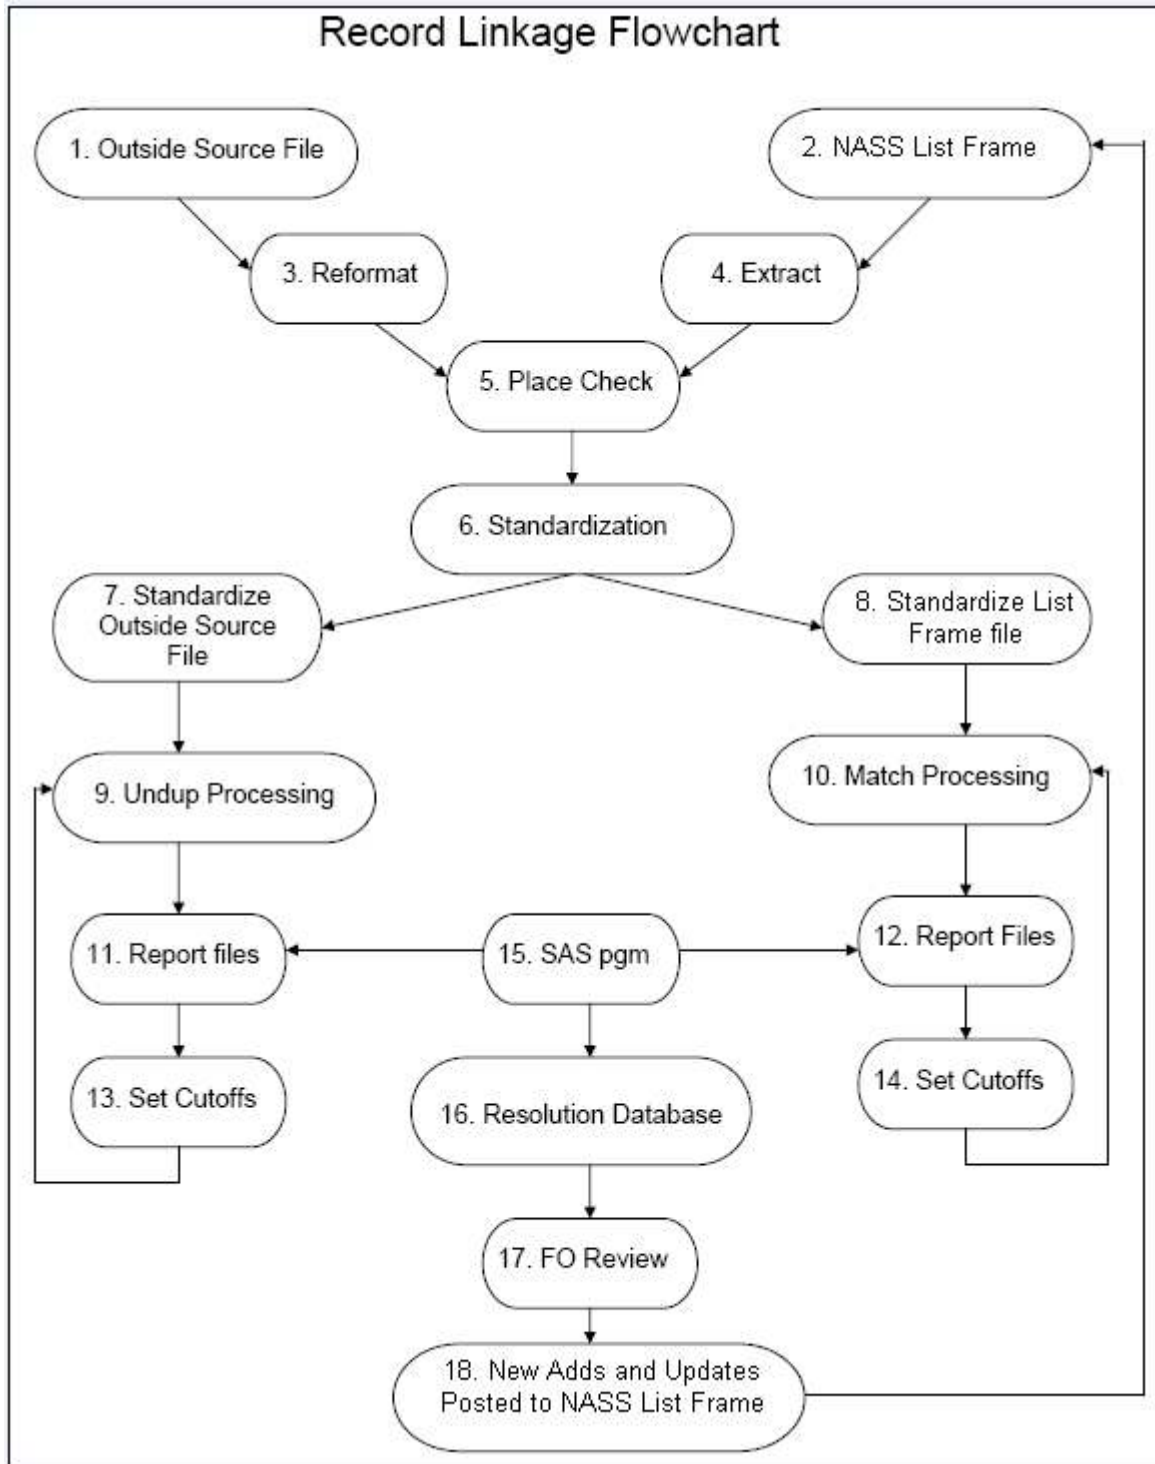 Record Linkage Flowchart
1. Outside Source File
2. NASS List Frame
3. Reformat
4. Extract
5. Place Check
6. Standardization
7. Standardize
Outside Source
File
8. Standardize List
Frame file
9. Undup Processing
10. Match Processing
11. Report files
12. Report Files
13. Set Cutoffs
14. Set Cutoffs
15. SAS pgm
16. Resolution Database
17. FO Review
18. New Adds and Updates
Posted to NASS List Frame